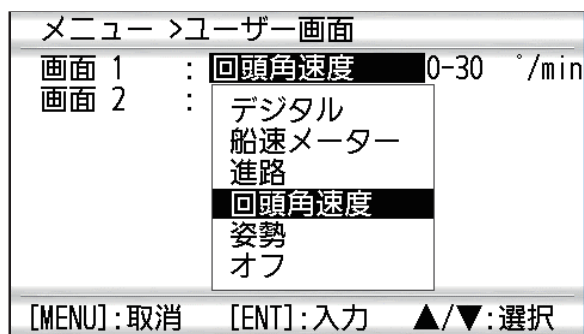 メニュー >ユーザー画面
画面 1 : 回頭角速度 0-30 °/min
画面 2 :
デジタル
船速メーター
進路
回頭角速度
姿勢
オフ
[MENU]:取消 [ENT]:入力 ▲/▼:選択